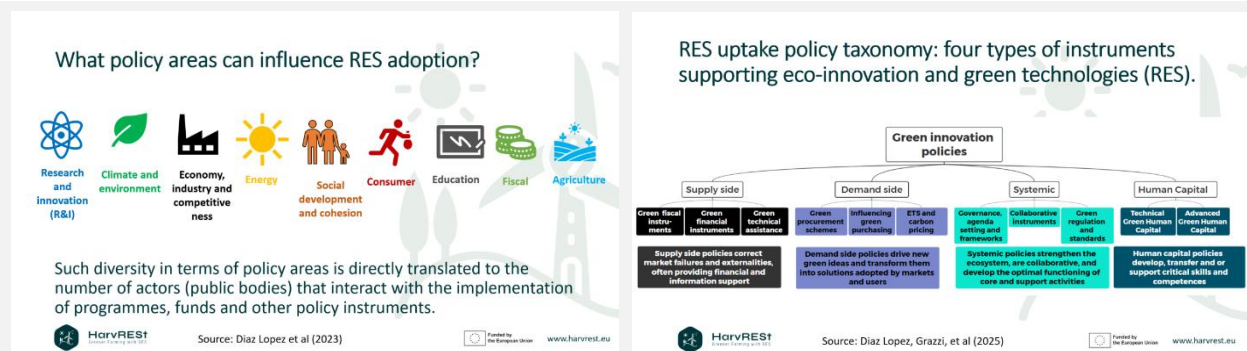 What policy areas can influence RES adoption?
Research
and
innovation
(R&I)
Climate and
environment
Economy,
industry and
competitive
ness
Energy
Social
development
and cohesion
Consumer
Education
Fiscal
Agriculture
Such diversity in terms of policy areas is directly translated to the
number of actors (public bodies) that interact with the implementation
of programmes, funds and other policy instruments.
HarvRESt
Greener Farming with RES
Source: Diaz Lopez et al (2023)
Funded by
the European Union
www.harvrest.eu
RES uptake policy taxonomy: four types of instruments
supporting eco-innovation and green technologies (RES).
Green innovation
policies
Supply side
Demand side
Systemic
Human Capital
Green fiscal
instru-
ments
Green
financial
instruments
Green
technical
assistance
Green
procurement
schemes
Influencing
green
purchasing
ETS and
carbon
pricing
Governance,
agenda
setting and
frameworks
Collaborative
instruments
Green
regulation
and
standards
Technical
Green Human
Capital
Advanced
Green Human
Capital
Supply side policies correct
market failures and externalities,
often providing financial and
information support
Demand side policies drive new
green ideas and transform them
into solutions adopted by markets
and users
Systemic policies strengthen the
ecosystem, are collaborative, and
develop the optimal functioning of
core and support activities
Human capital policies
develop, transfer and or
support critical skills and
competences
HarvRESt
Greener Farming with RES
Source: Diaz Lopez, Grazzi, et al (2025)
Funded by
the European Union
www.harvrest.eu